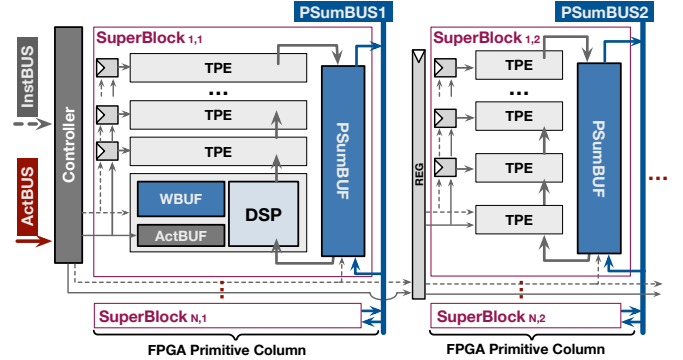 PSumBUS1
PSumBUS2
InstBUS
ActBUS
Controller
SuperBlock 1,1
TPE
...
TPE
TPE
WBUF
ActBUF
DSP
PSumBUF
REG
SuperBlock 1,2
TPE
...
TPE
TPE
TPE
PSumBUF
...
SuperBlock N,1
SuperBlock N,2
FPGA Primitive Column
FPGA Primitive Column